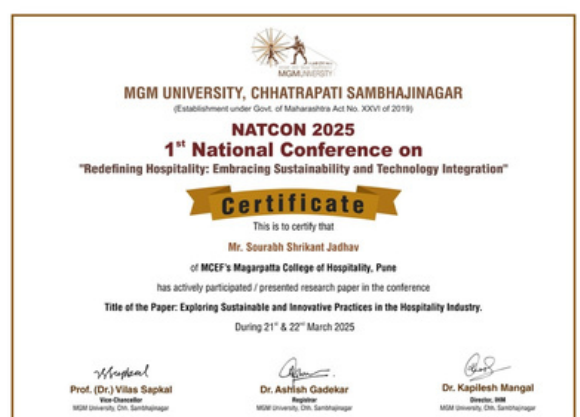 MGMUNIVERSITY
MGM UNIVERSITY, CHHATRAPATI SAMBHAJINAGAR
(Establishment under Govt. of Maharashtra Act No. XXVI of 2019)
NATCON 2025
1st National Conference on
"Redefining Hospitality: Embracing Sustainability and Technology Integration"
Certificate
This is to certify that
Mr. Sourabh Shrikant Jadhav
of MCEF's Magarpatta College of Hospitality, Pune
has actively participated / presented research paper in the conference
Title of the Paper: Exploring Sustainable and Innovative Practices in the Hospitality Industry.
During 21st & 22nd March 2025
Prof. (Dr.) Vilas Sapkal
Vice-Chancellor
MGM University, Chh. Sambhajinagar
Dr. Ashish Gadekar
Registrar
MGM University, Chh. Sambhajinagar
Dr. Kapilesh Mangal
Director, IHM
MGM University, Chh. Sambhajinagar